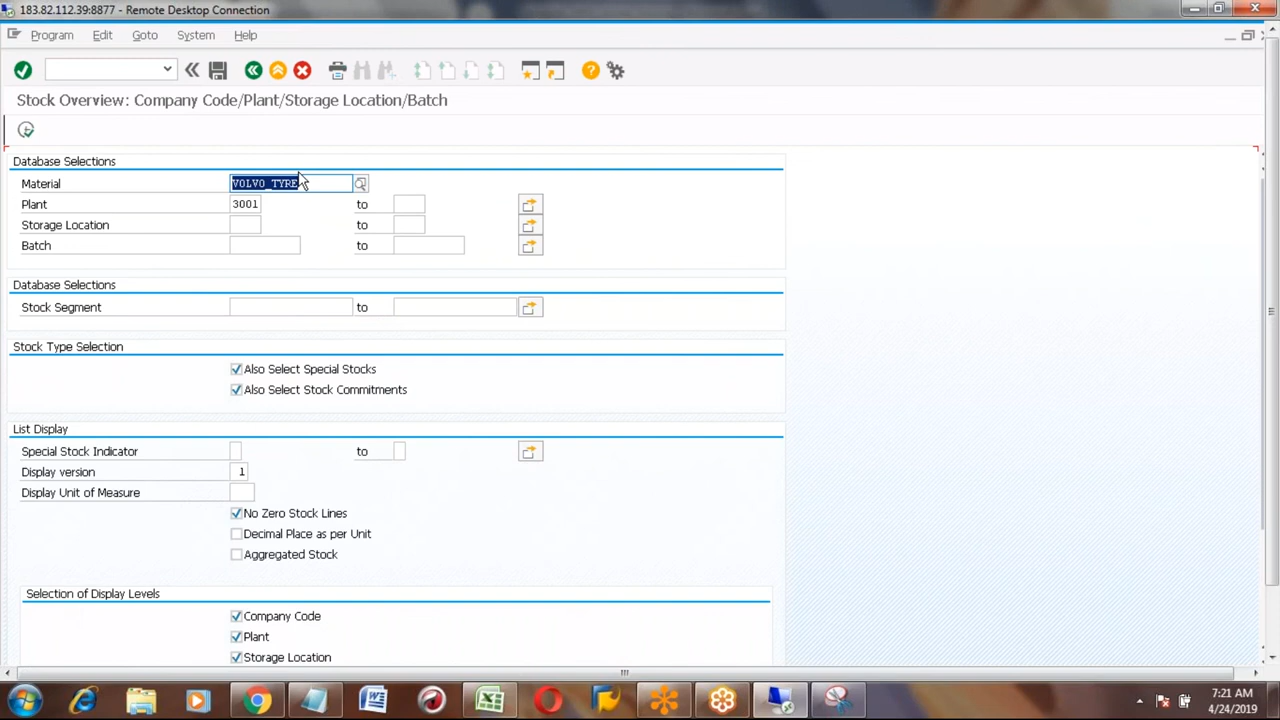 183.82.112.39:8877 - Remote Desktop Connection
Program Edit Goto System Help
Stock Overview: Company Code/Plant/Storage Location/Batch
Database Selections
Material VOLVO_TYRE
Plant 3001 to
Storage Location to
Batch to
Database Selections
Stock Segment to
Stock Type Selection
Also Select Special Stocks
Also Select Stock Commitments
List Display
Special Stock Indicator to
Display version 1
Display Unit of Measure
No Zero Stock Lines
Decimal Place as per Unit
Aggregated Stock
Selection of Display Levels
Company Code
Plant
Storage Location
7:21 AM
4/24/2019